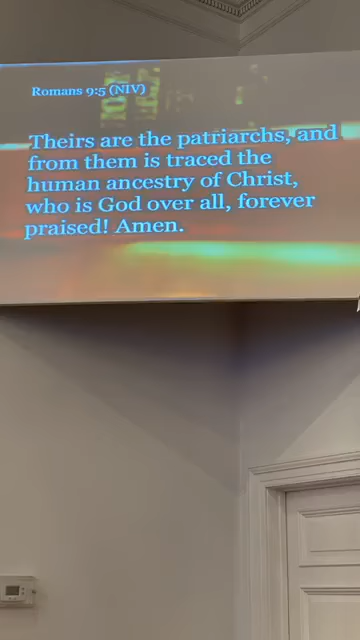 Romans 9:5 (NIV)
Theirs are the patriarchs, and
from them is traced the
human ancestry of Christ,
who is God over all, forever
praised! Amen.